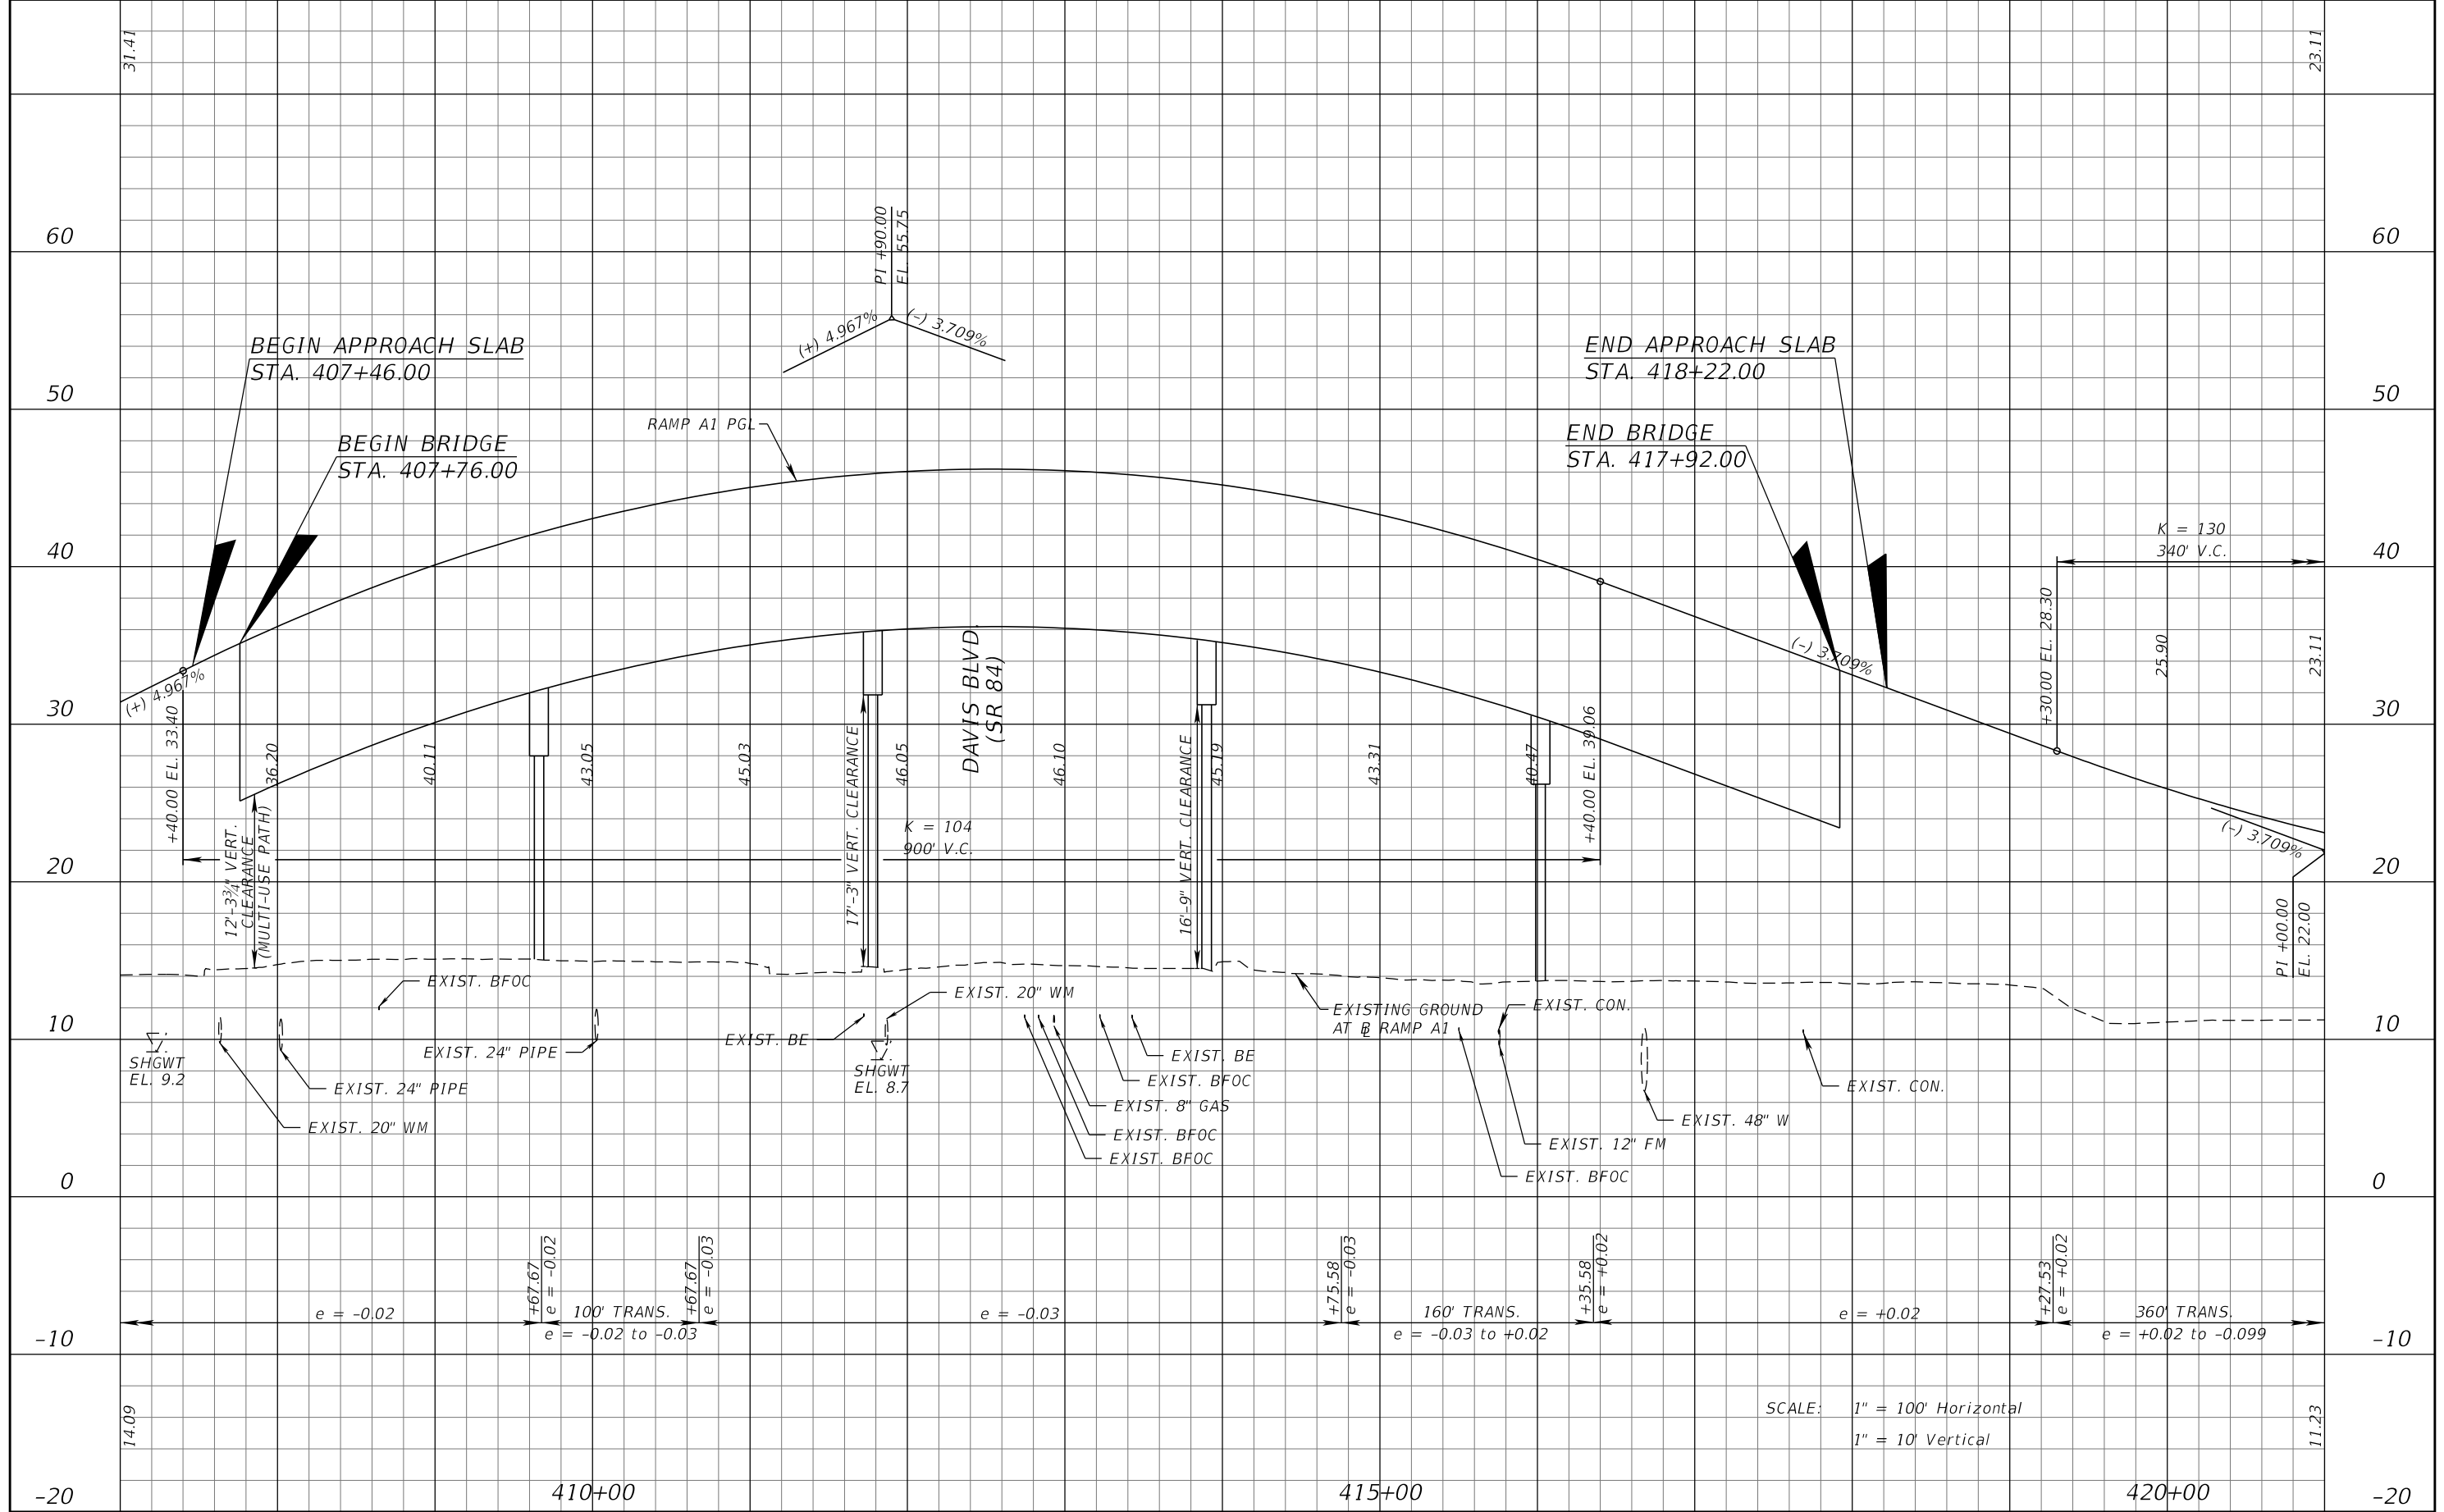 31.41
23.11
60
60
PI +90.00
EL. 55.75
(+) 4.967%
(-) 3.709%
BEGIN APPROACH SLAB
STA. 407+46.00
END APPROACH SLAB
STA. 418+22.00
50
50
RAMP A1 PGL
BEGIN BRIDGE
STA. 407+76.00
END BRIDGE
STA. 417+92.00
40
40
K = 130
340' V.C.
(+) 4.967%
(-) 3.709%
+30.00 EL. 28.30
25.90
23.11
30
30
+40.00 EL. 33.40
36.20
40.11
43.05
45.03
46.05
46.10
45.19
43.31
40.47
+40.00 EL. 39.06
DAVIS BLVD.
(SR 84)
12'-3¾" VERT.
CLEARANCE
(MULTI-USE PATH)
17'-3" VERT. CLEARANCE
16'-9" VERT. CLEARANCE
K = 104
900' V.C.
(-) 3.709%
20
20
PI +00.00
EL. 22.00
EXIST. BFOC
EXIST. 20" WM
EXISTING GROUND
AT BL RAMP A1
EXIST. CON.
10
10
SHGWT
EL. 9.2
EXIST. 24" PIPE
EXIST. BE
SHGWT
EL. 8.7
EXIST. BE
EXIST. 24" PIPE
EXIST. BFOC
EXIST. CON.
EXIST. 8" GAS
EXIST. 20" WM
EXIST. 48" W
EXIST. BFOC
EXIST. 12" FM
EXIST. BFOC
EXIST. BFOC
0
0
+67.67
e = -0.02
+67.67
e = -0.03
+75.58
e = -0.03
+35.58
e = +0.02
+27.53
e = +0.02
e = -0.02
100' TRANS.
e = -0.02 to -0.03
e = -0.03
160' TRANS.
e = -0.03 to +0.02
e = +0.02
360' TRANS.
e = +0.02 to -0.099
-10
-10
14.09
11.23
SCALE: 1" = 100' Horizontal
1" = 10' Vertical
-20
410+00
415+00
420+00
-20